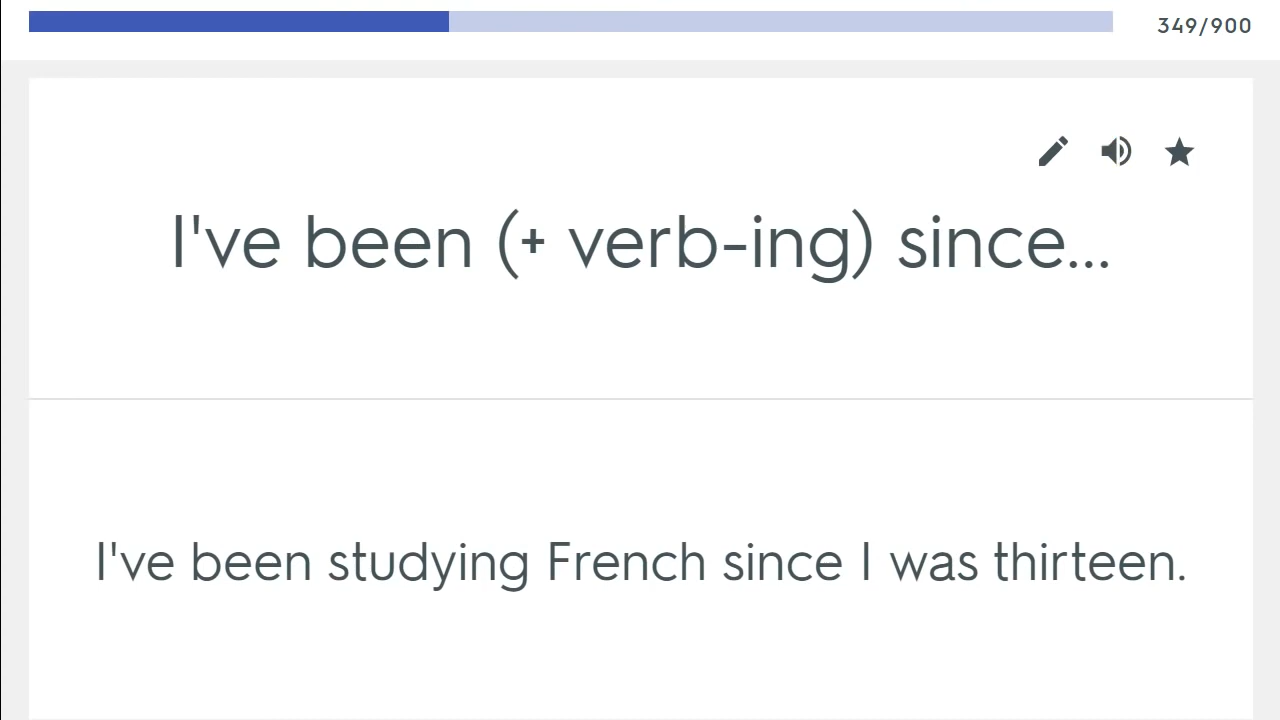 349/900
I've been (+ verb-ing) since...
I've been studying French since I was thirteen.